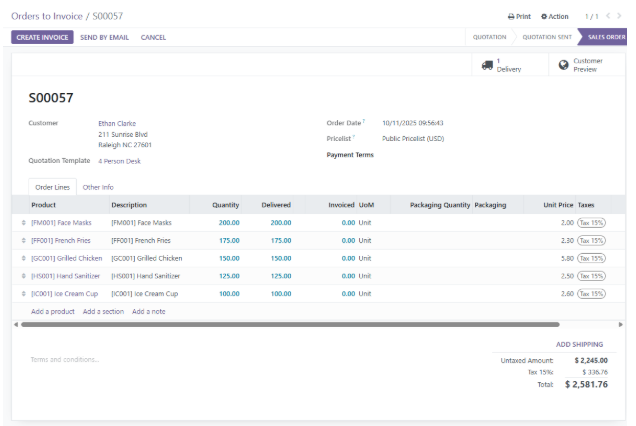 Orders to Invoice / S00057
Print Action 1 / 1
CREATE INVOICE SEND BY EMAIL CANCEL QUOTATION QUOTATION SENT SALES ORDER
1 Delivery
Customer Preview
S00057
Customer Ethan Clarke
211 Sunrise Blvd
Raleigh NC 27601
Quotation Template 4 Person Desk
Order Date ? 10/11/2025 09:56:43
Pricelist ? Public Pricelist (USD)
Payment Terms
Order Lines Other Info
Product Description Quantity Delivered Invoiced UoM Packaging Quantity Packaging Unit Price Taxes
[FM001] Face Masks [FM001] Face Masks 200.00 200.00 0.00 Unit 2.00 Tax 15%
[FF001] French Fries [FF001] French Fries 175.00 175.00 0.00 Unit 2.30 Tax 15%
[GC001] Grilled Chicken [GC001] Grilled Chicken 150.00 150.00 0.00 Unit 5.80 Tax 15%
[HS001] Hand Sanitizer [HS001] Hand Sanitizer 125.00 125.00 0.00 Unit 2.50 Tax 15%
[IC001] Ice Cream Cup [IC001] Ice Cream Cup 100.00 100.00 0.00 Unit 2.60 Tax 15%
Add a product Add a section Add a note
ADD SHIPPING
Terms and conditions...
Untaxed Amount: $ 2,245.00
Tax 15%: $ 336.76
Total: $ 2,581.76